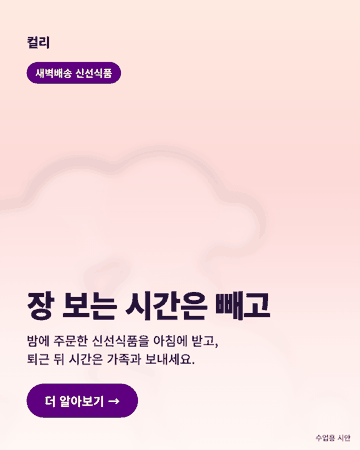 컬리
새벽배송 신선식품
장 보는 시간은 빼고
밤에 주문한 신선식품을 아침에 받고,
퇴근 뒤 시간은 가족과 보내세요.
더 알아보기 →
수업용 시안